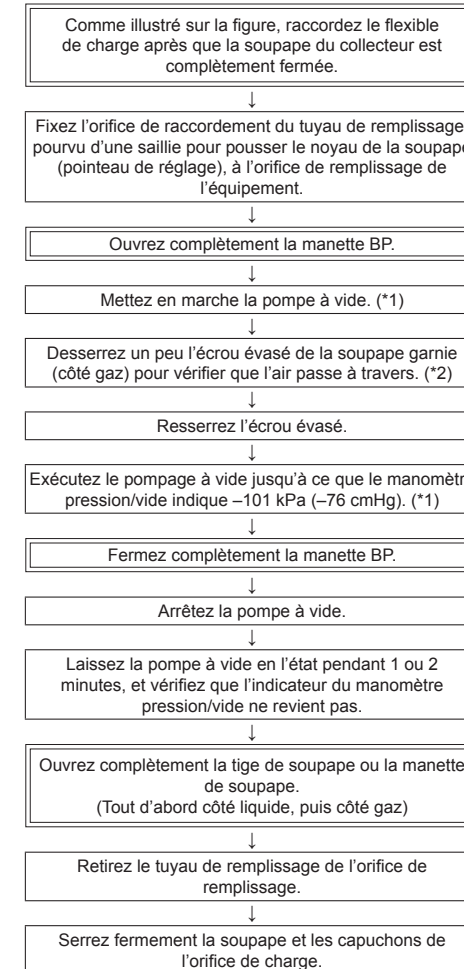 Comme illustré sur la figure, raccordez le flexible
de charge après que la soupape du collecteur est
complètement fermée.
↓
Fixez l'orifice de raccordement du tuyau de remplissage
pourvu d'une saillie pour pousser le noyau de la soupape
(pointeau de réglage), à l'orifice de remplissage de
l'équipement.
↓
Ouvrez complètement la manette BP.
↓
Mettez en marche la pompe à vide. (*1)
↓
Desserrez un peu l'écrou évasé de la soupape garnie
(côté gaz) pour vérifier que l'air passe à travers. (*2)
↓
Resserrez l'écrou évasé.
↓
Exécutez le pompage à vide jusqu'à ce que le manomètr
pression/vide indique –101 kPa (–76 cmHg). (*1)
↓
Fermez complètement la manette BP.
↓
Arrêtez la pompe à vide.
↓
Laissez la pompe à vide en l'état pendant 1 ou 2
minutes, et vérifiez que l'indicateur du manomètre
pression/vide ne revient pas.
↓
Ouvrez complètement la tige de soupape ou la manette
de soupape.
(Tout d'abord côté liquide, puis côté gaz)
↓
Retirez le tuyau de remplissage de l'orifice de
remplissage.
↓
Serrez fermement la soupape et les capuchons de
l'orifice de charge.